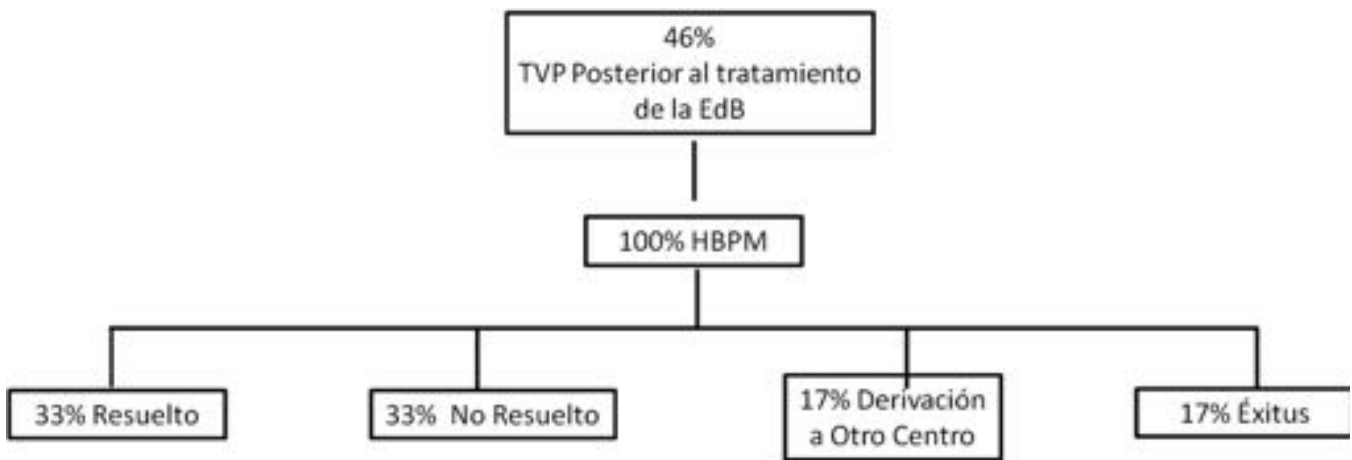 46%
TVP Posterior al tratamiento
de la EdB
100% HBPM
33% Resuelto
33% No Resuelto
17% Derivación
a Otro Centro
17% Éxitus